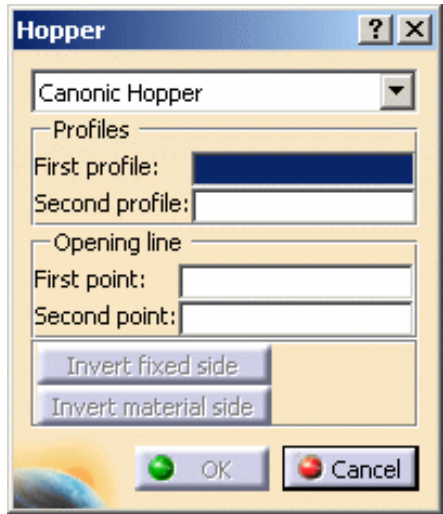 Hopper
Canonic Hopper
Profiles
First profile:
Second profile:
Opening line
First point:
Second point:
Invert fixed side
Invert material side
OK Cancel